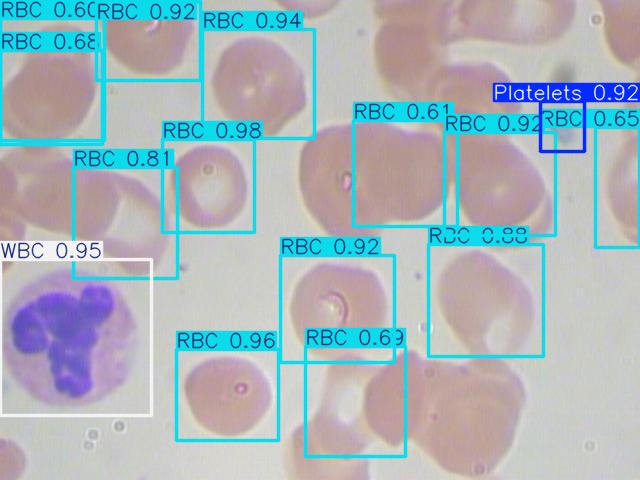 RBC 0.60
RBC 0.92
RBC 0.94
RBC 0.68
Platelets 0.92
RBC 0.61
RBC 0.92
RBC 0.65
RBC 0.98
RBC 0.81
RBC 0.88
WBC 0.95
RBC 0.92
RBC 0.96
RBC 0.69